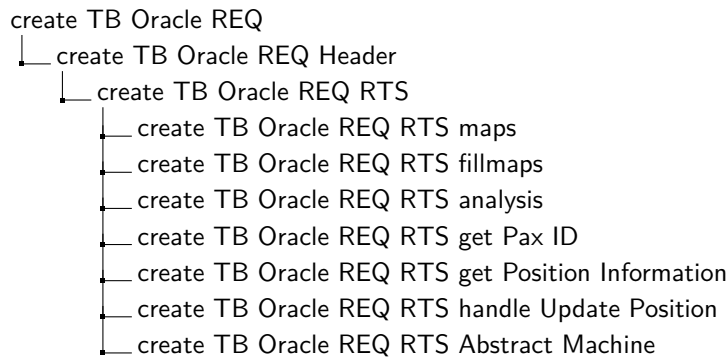 create TB Oracle REQ
create TB Oracle REQ Header
create TB Oracle REQ RTS
create TB Oracle REQ RTS maps
create TB Oracle REQ RTS fillmaps
create TB Oracle REQ RTS analysis
create TB Oracle REQ RTS get Pax ID
create TB Oracle REQ RTS get Position Information
create TB Oracle REQ RTS handle Update Position
create TB Oracle REQ RTS Abstract Machine